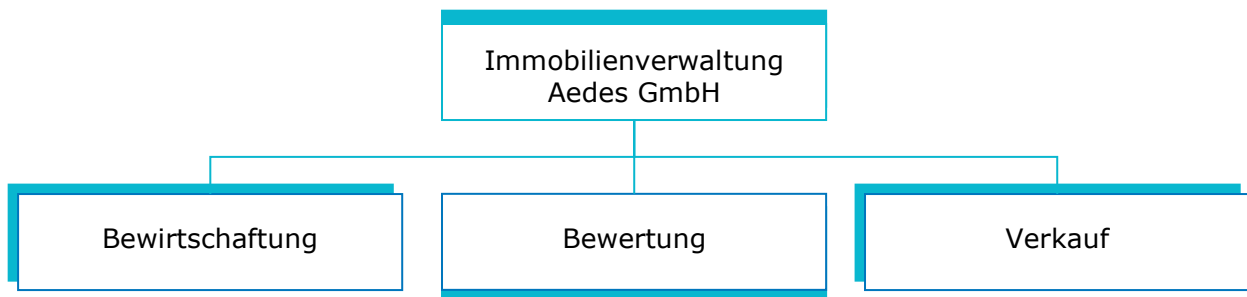 Immobilienverwaltung
Aedes GmbH
Bewirtschaftung
Bewertung
Verkauf